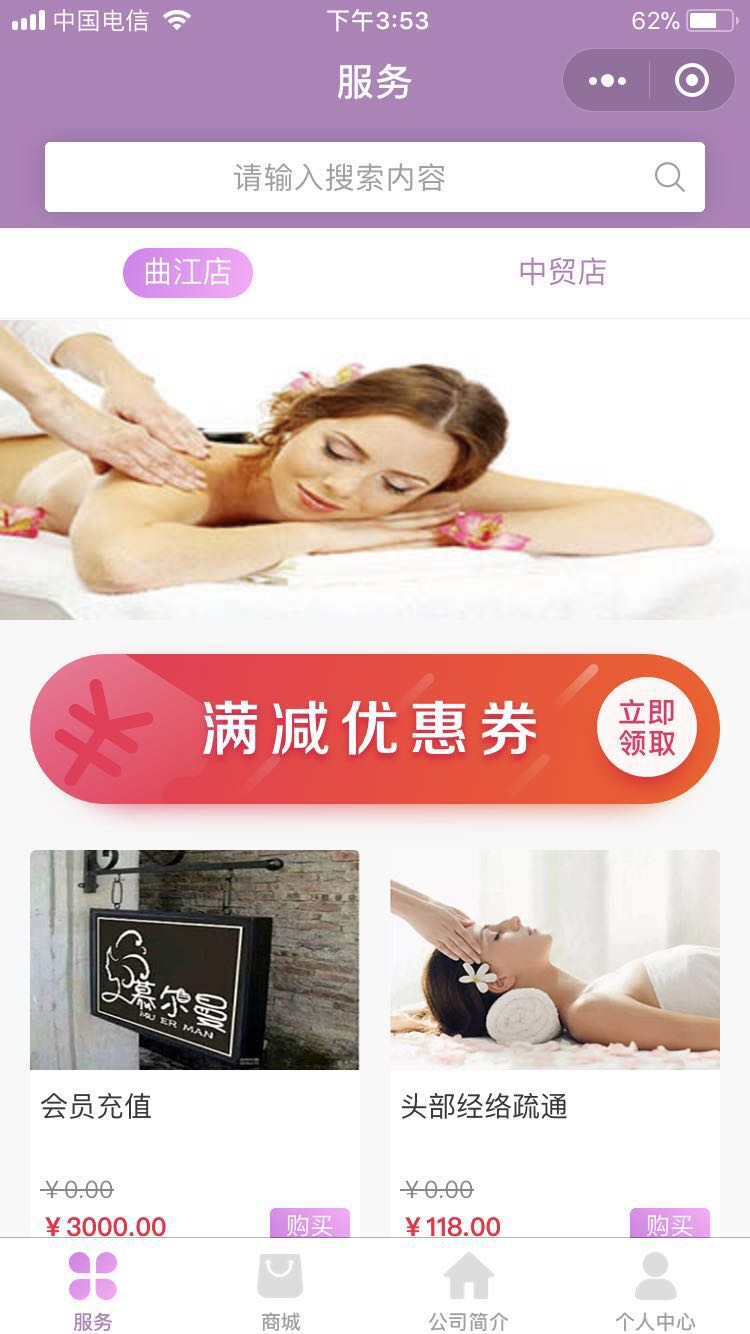 中国电信
下午3:53
62%
服务
请输入搜索内容
曲江店
中贸店
满减优惠券
立即
领取
慕尔曼
MU ER MAN
会员充值
头部经络疏通
￥0.00
￥0.00
￥3000.00
购买
￥118.00
购买
服务
商城
公司简介
个人中心